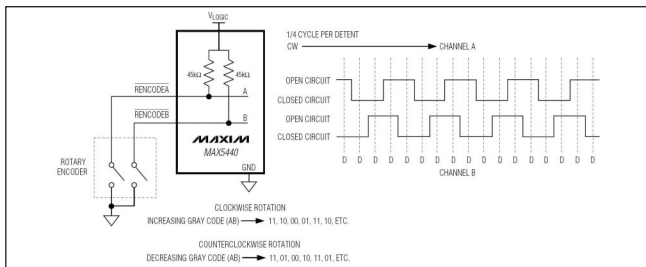 VLOGIC
1/4 CYCLE PER DETENT
CW CHANNEL A
45kΩ 45kΩ
RENCODEA A
RENCODEB B
OPEN CIRCUIT
CLOSED CIRCUIT
OPEN CIRCUIT
CLOSED CIRCUIT
MAXIM
MAX5440
GND
ROTARY
ENCODER
D D D D D D D D D D D D D D D D
CHANNEL B
CLOCKWISE ROTATION
INCREASING GRAY CODE (AB) 11, 10, 00, 01, 11, 10, ETC.
COUNTERCLOCKWISE ROTATION
DECREASING GRAY CODE (AB) 11, 01, 00, 10, 11, 01, ETC.